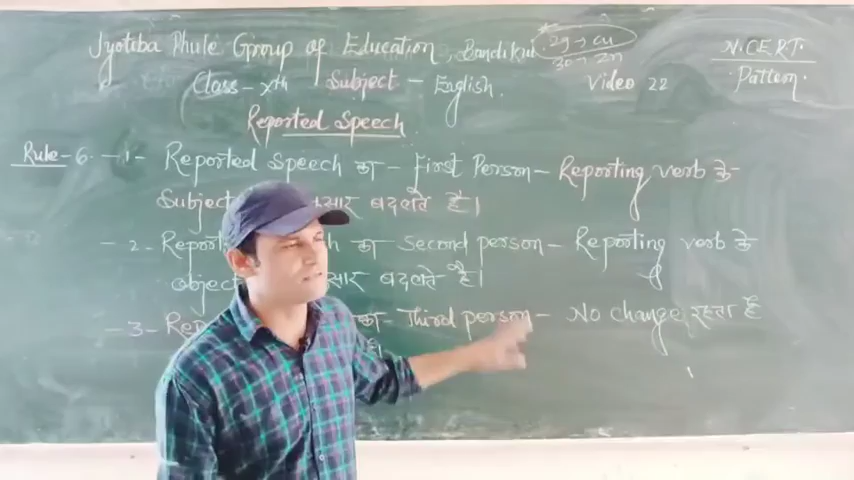 Jyotiba Phule Group of Education, Bandikui
N.C.E.R.T.
Class - Xth Subject - English.
Video 22
Pattern.
Reported Speech
Rule-6. -1- Reported Speech का - First Person - Reporting verb के-
Subject सार बदलते हैं।
-2- Report ch का Second person - Reporting verb के
object सार बदलते हैं।
-3- Rep का - Third person - No change रहता है